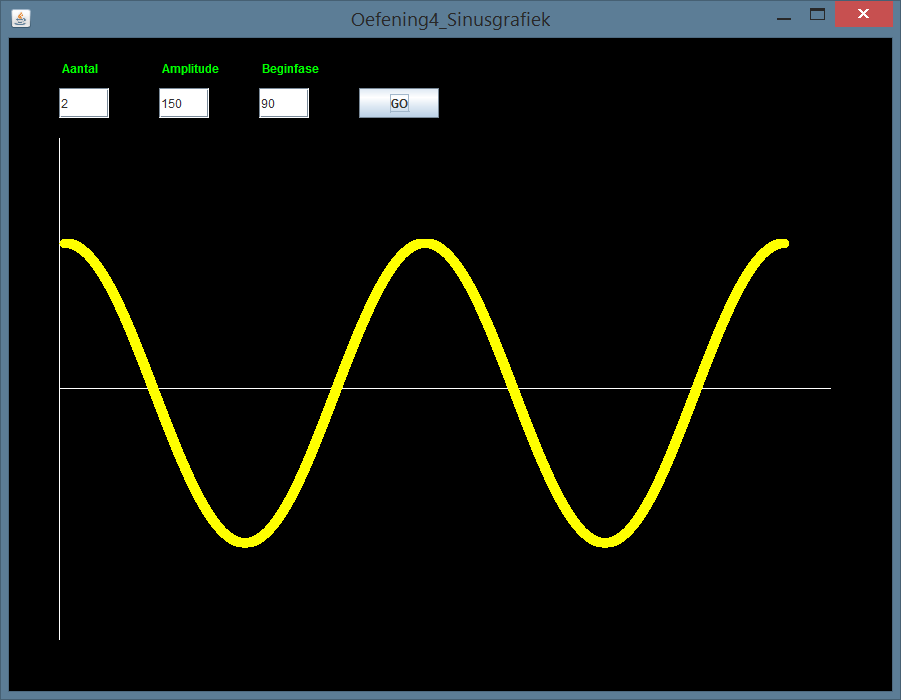 Oefening4_Sinusgrafiek
Aantal Amplitude Beginfase
2 150 90 GO